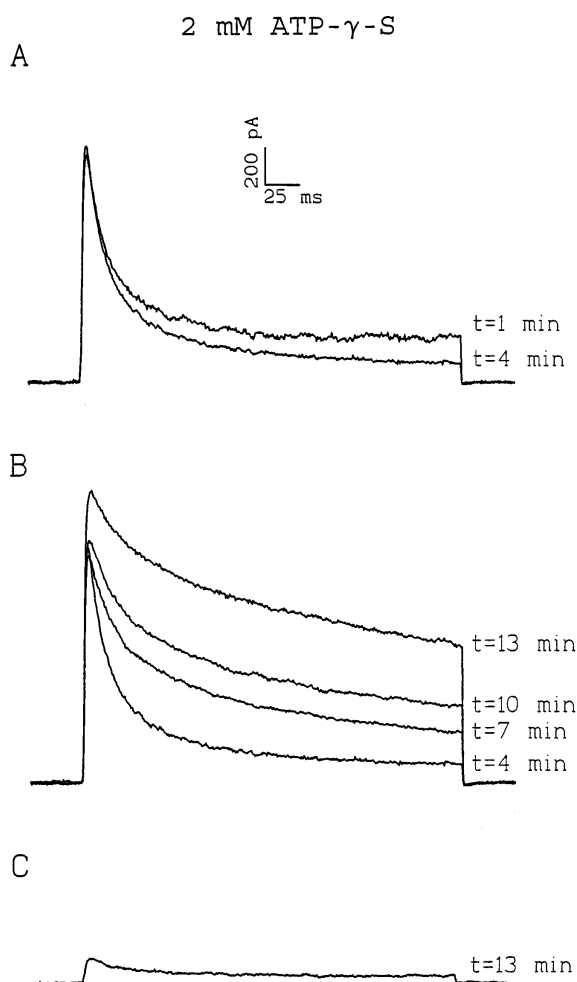 2 mM ATP-γ-S
A
200 pA
25 ms
t=1 min
t=4 min
B
t=13 min
t=10 min
t=7 min
t=4 min
C
t=13 min